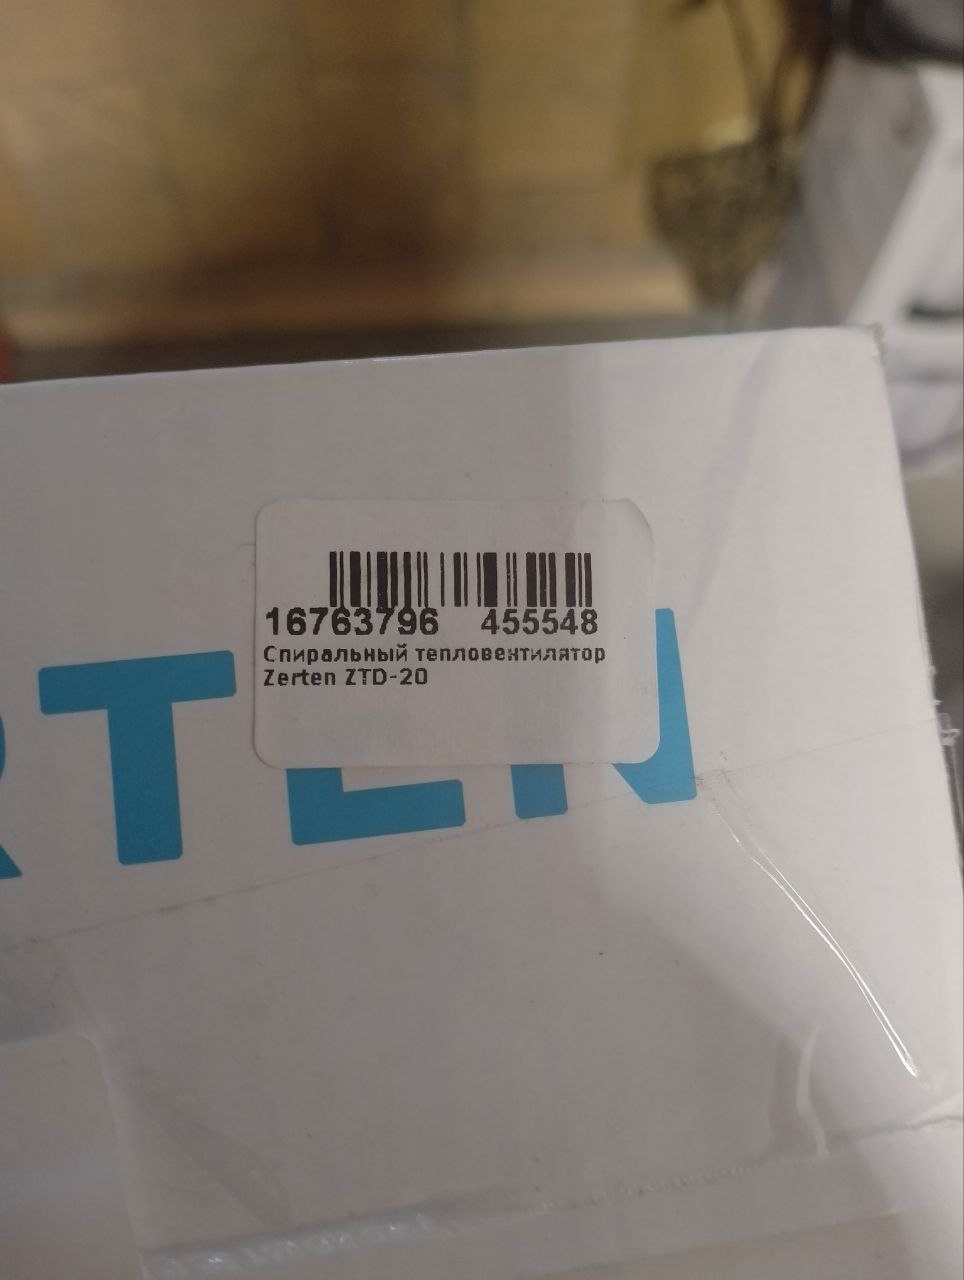 16763796 455548
Спиральный тепловентилятор
Zerten ZTD-20
RTEN